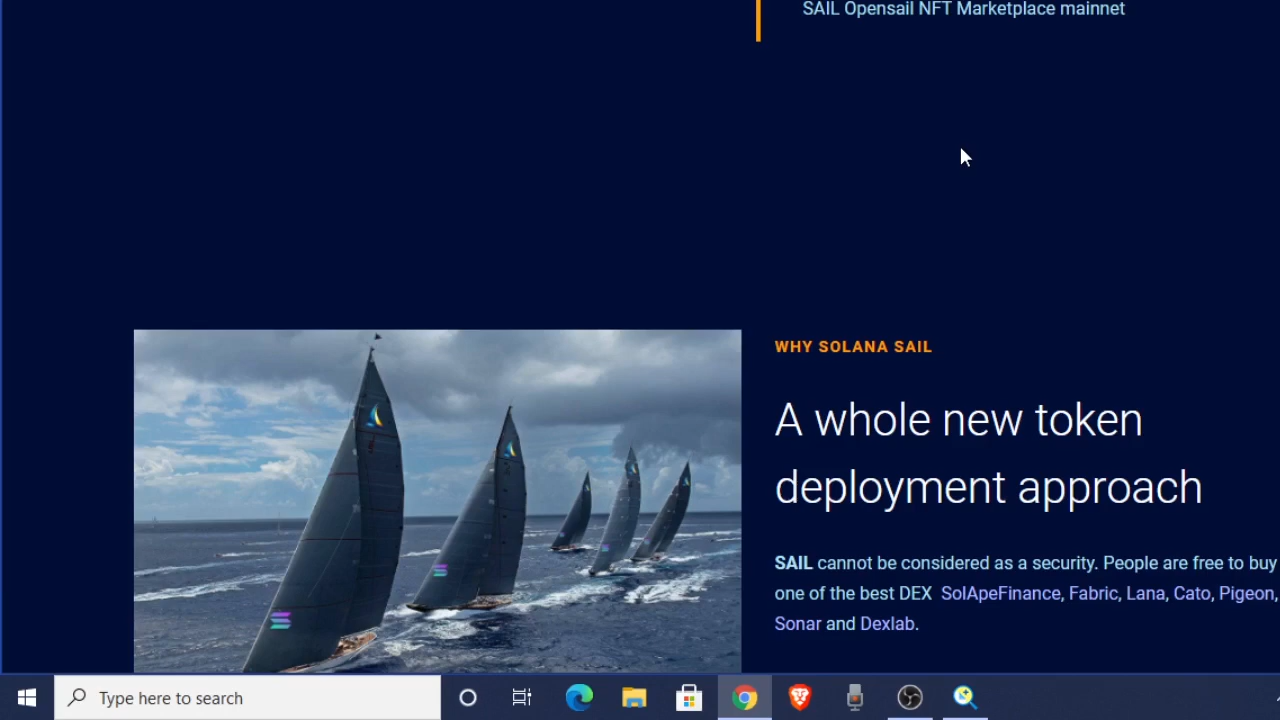 SAIL Opensail NFT Marketplace mainnet
WHY SOLANA SAIL
A whole new token
deployment approach
SAIL cannot be considered as a security. People are free to buy
one of the best DEX SolApeFinance, Fabric, Lana, Cato, Pigeon,
Sonar and Dexlab.
Type here to search